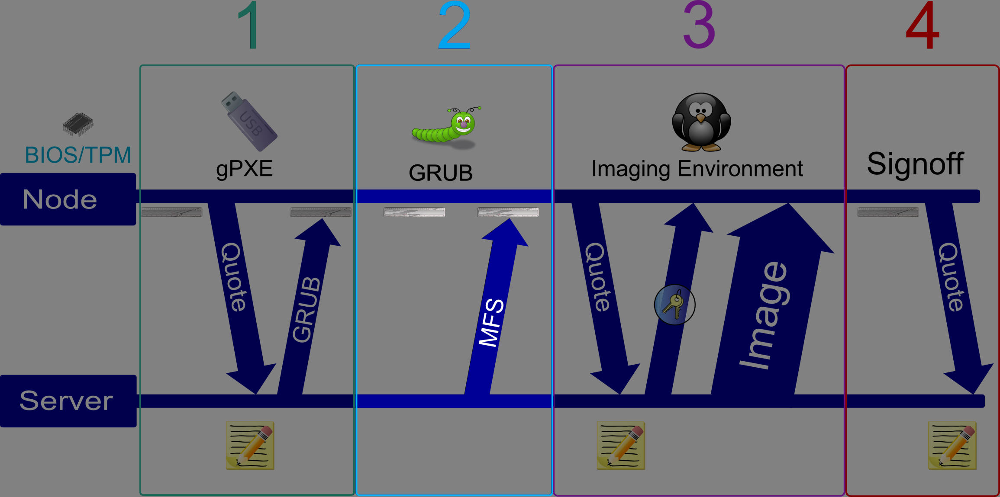 1
2
3
4
USB
BIOS/TPM
gPXE
GRUB
Imaging Environment
Signoff
Node
Quote
GRUB
MFS
Quote
Image
Quote
Server